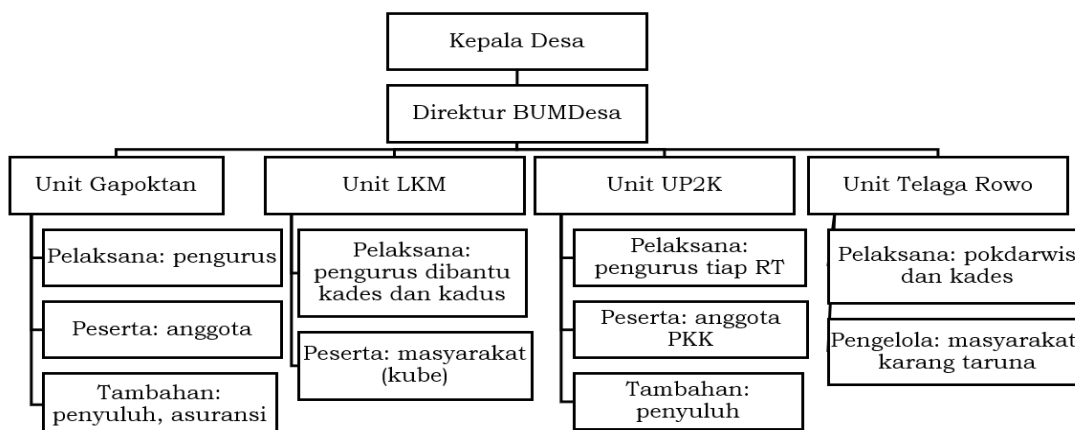 Kepala Desa
Direktur BUMDesa
Unit Gapoktan
Unit LKM
Unit UP2K
Unit Telaga Rowo
Pelaksana: pengurus
Peserta: anggota
Tambahan:
penyuluh, asuransi
Pelaksana:
pengurus dibantu
kades dan kadus
Peserta: masyarakat
(kube)
Pelaksana:
pengurus tiap RT
Peserta: anggota
PKK
Tambahan:
penyuluh
Pelaksana: pokdarwis
dan kades
Pengelola: masyarakat
karang taruna